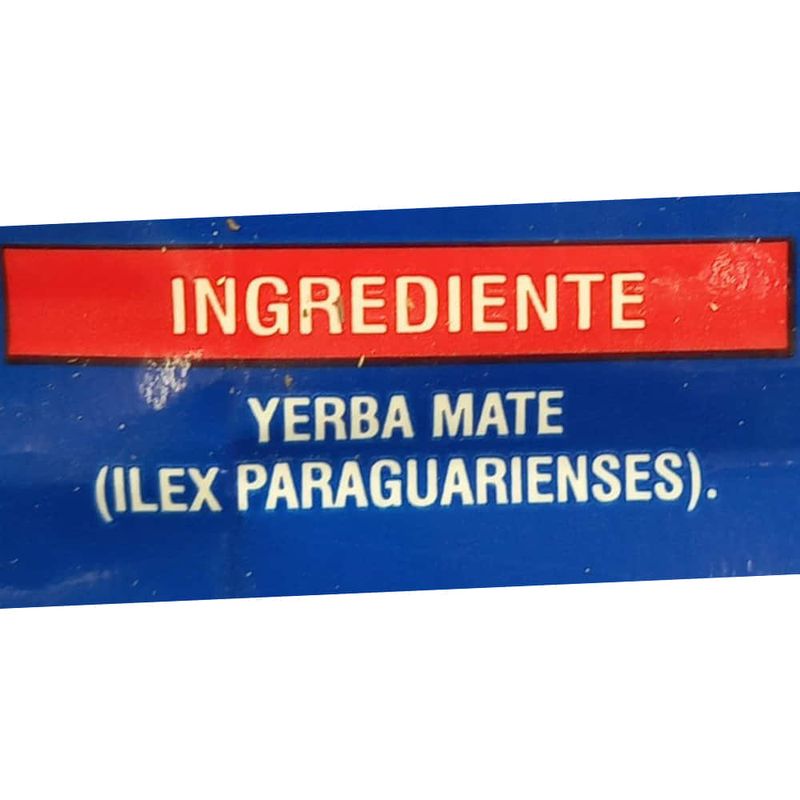 INGREDIENTE
YERBA MATE
(ILEX PARAGUARIENSES).